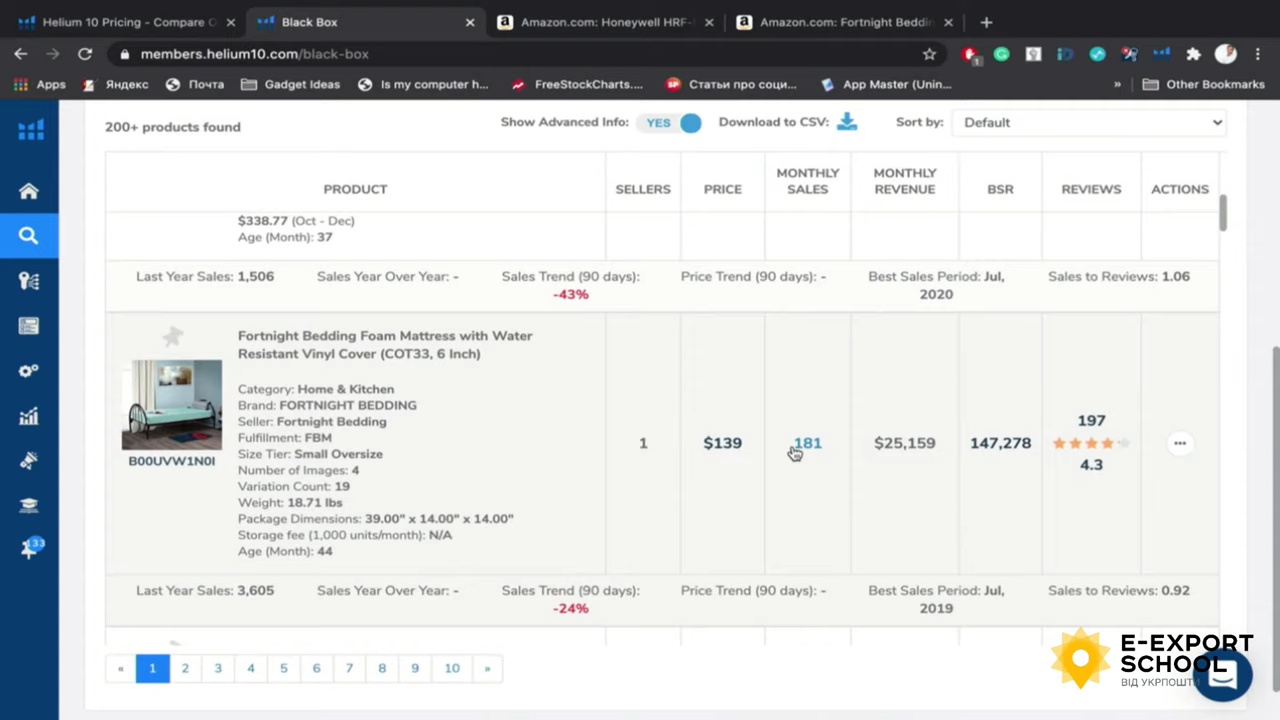 Helium 10 Pricing - Compare O
Black Box
Amazon.com: Honeywell HRF-
Amazon.com: Fortnight Beddin
members.helium10.com/black-box
Apps
Яндекс
Почта
Gadget Ideas
Is my computer h...
FreeStockCharts....
Статьи про соци...
App Master (Unin...
»
Other Bookmarks
200+ products found
Show Advanced Info: YES
Download to CSV:
Sort by: Default
PRODUCT
SELLERS
PRICE
MONTHLY
SALES
MONTHLY
REVENUE
BSR
REVIEWS
ACTIONS
$338.77 (Oct - Dec)
Age (Month): 37
Last Year Sales: 1,506
Sales Year Over Year: -
Sales Trend (90 days):
-43%
Price Trend (90 days): -
Best Sales Period: Jul,
2020
Sales to Reviews: 1.06
Fortnight Bedding Foam Mattress with Water
Resistant Vinyl Cover (COT33, 6 Inch)
Category: Home & Kitchen
Brand: FORTNIGHT BEDDING
Seller: Fortnight Bedding
Fulfillment: FBM
Size Tier: Small Oversize
Number of Images: 4
Variation Count: 19
Weight: 18.71 lbs
Package Dimensions: 39.00" x 14.00" x 14.00"
Storage fee (1,000 units/month): N/A
Age (Month): 44
B00UVW1N0I
1
$139
181
$25,159
147,278
197
4.3
Last Year Sales: 3,605
Sales Year Over Year: -
Sales Trend (90 days):
-24%
Price Trend (90 days): -
Best Sales Period: Jul,
2019
Sales to Reviews: 0.92
133
« 1 2 3 4 5 6 7 8 9 10 »
E-EXPORT
SCHOOL
ВІД УКРПОШТИ